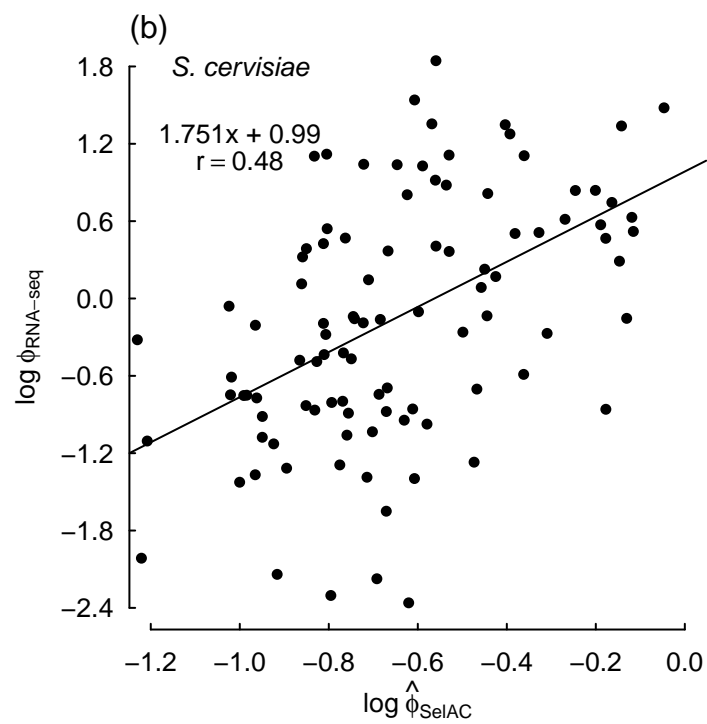 (b)
S. cervisiae
1.751x + 0.99
r = 0.48
log ϕRNA−seq
1.8
1.2
0.6
0.0
−0.6
−1.2
−1.8
−2.4
−1.2 −1.0 −0.8 −0.6 −0.4 −0.2 0.0
log ϕ̂SelAC